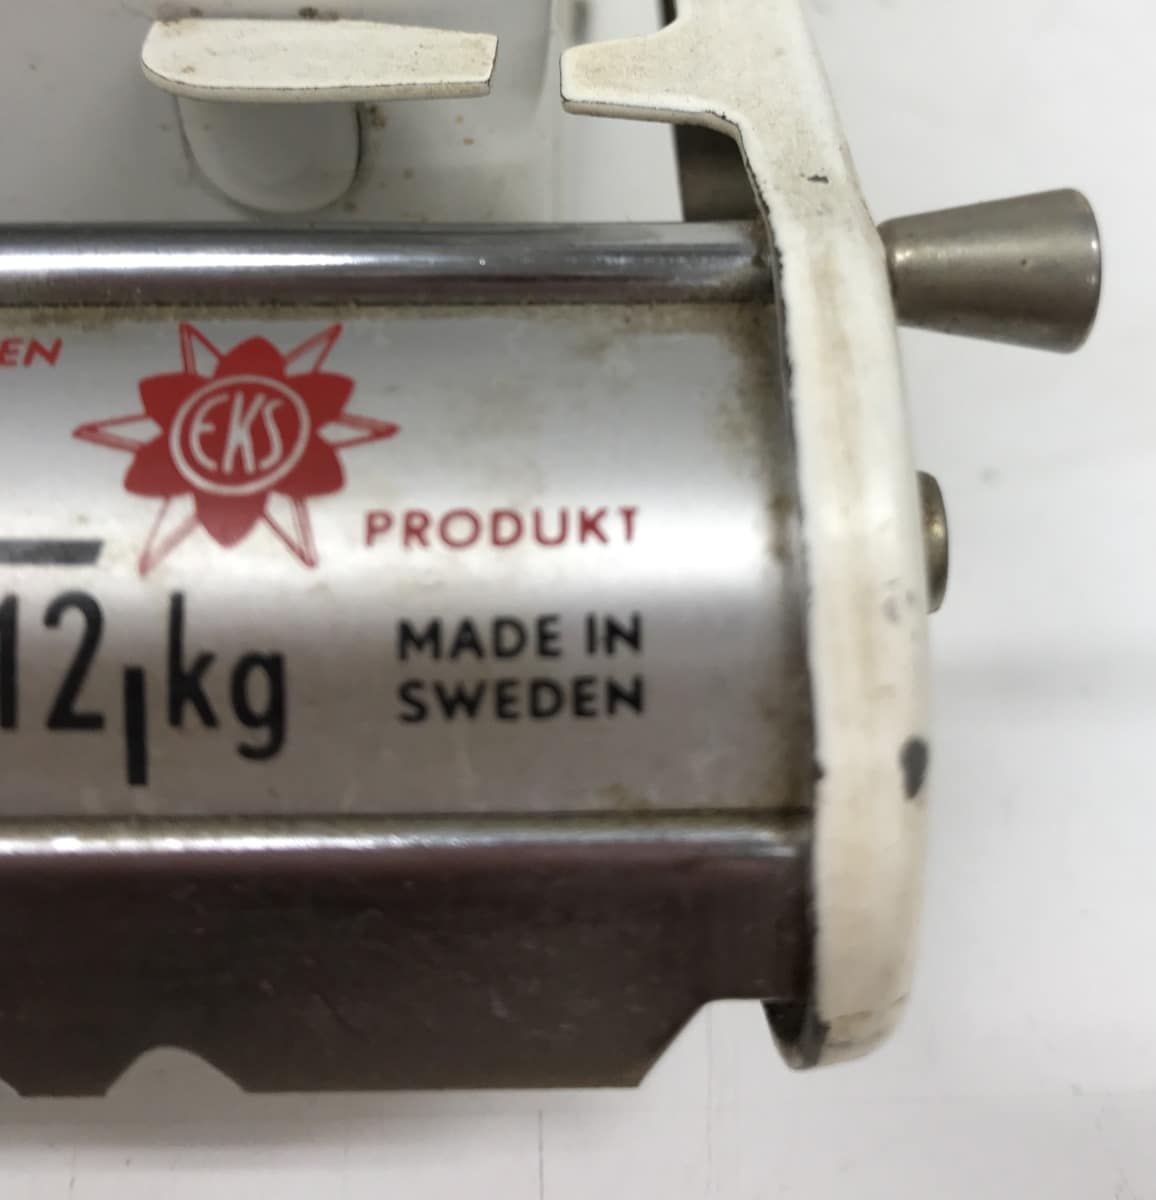 EN
EKS
PRODUKT
12 kg
MADE IN
SWEDEN